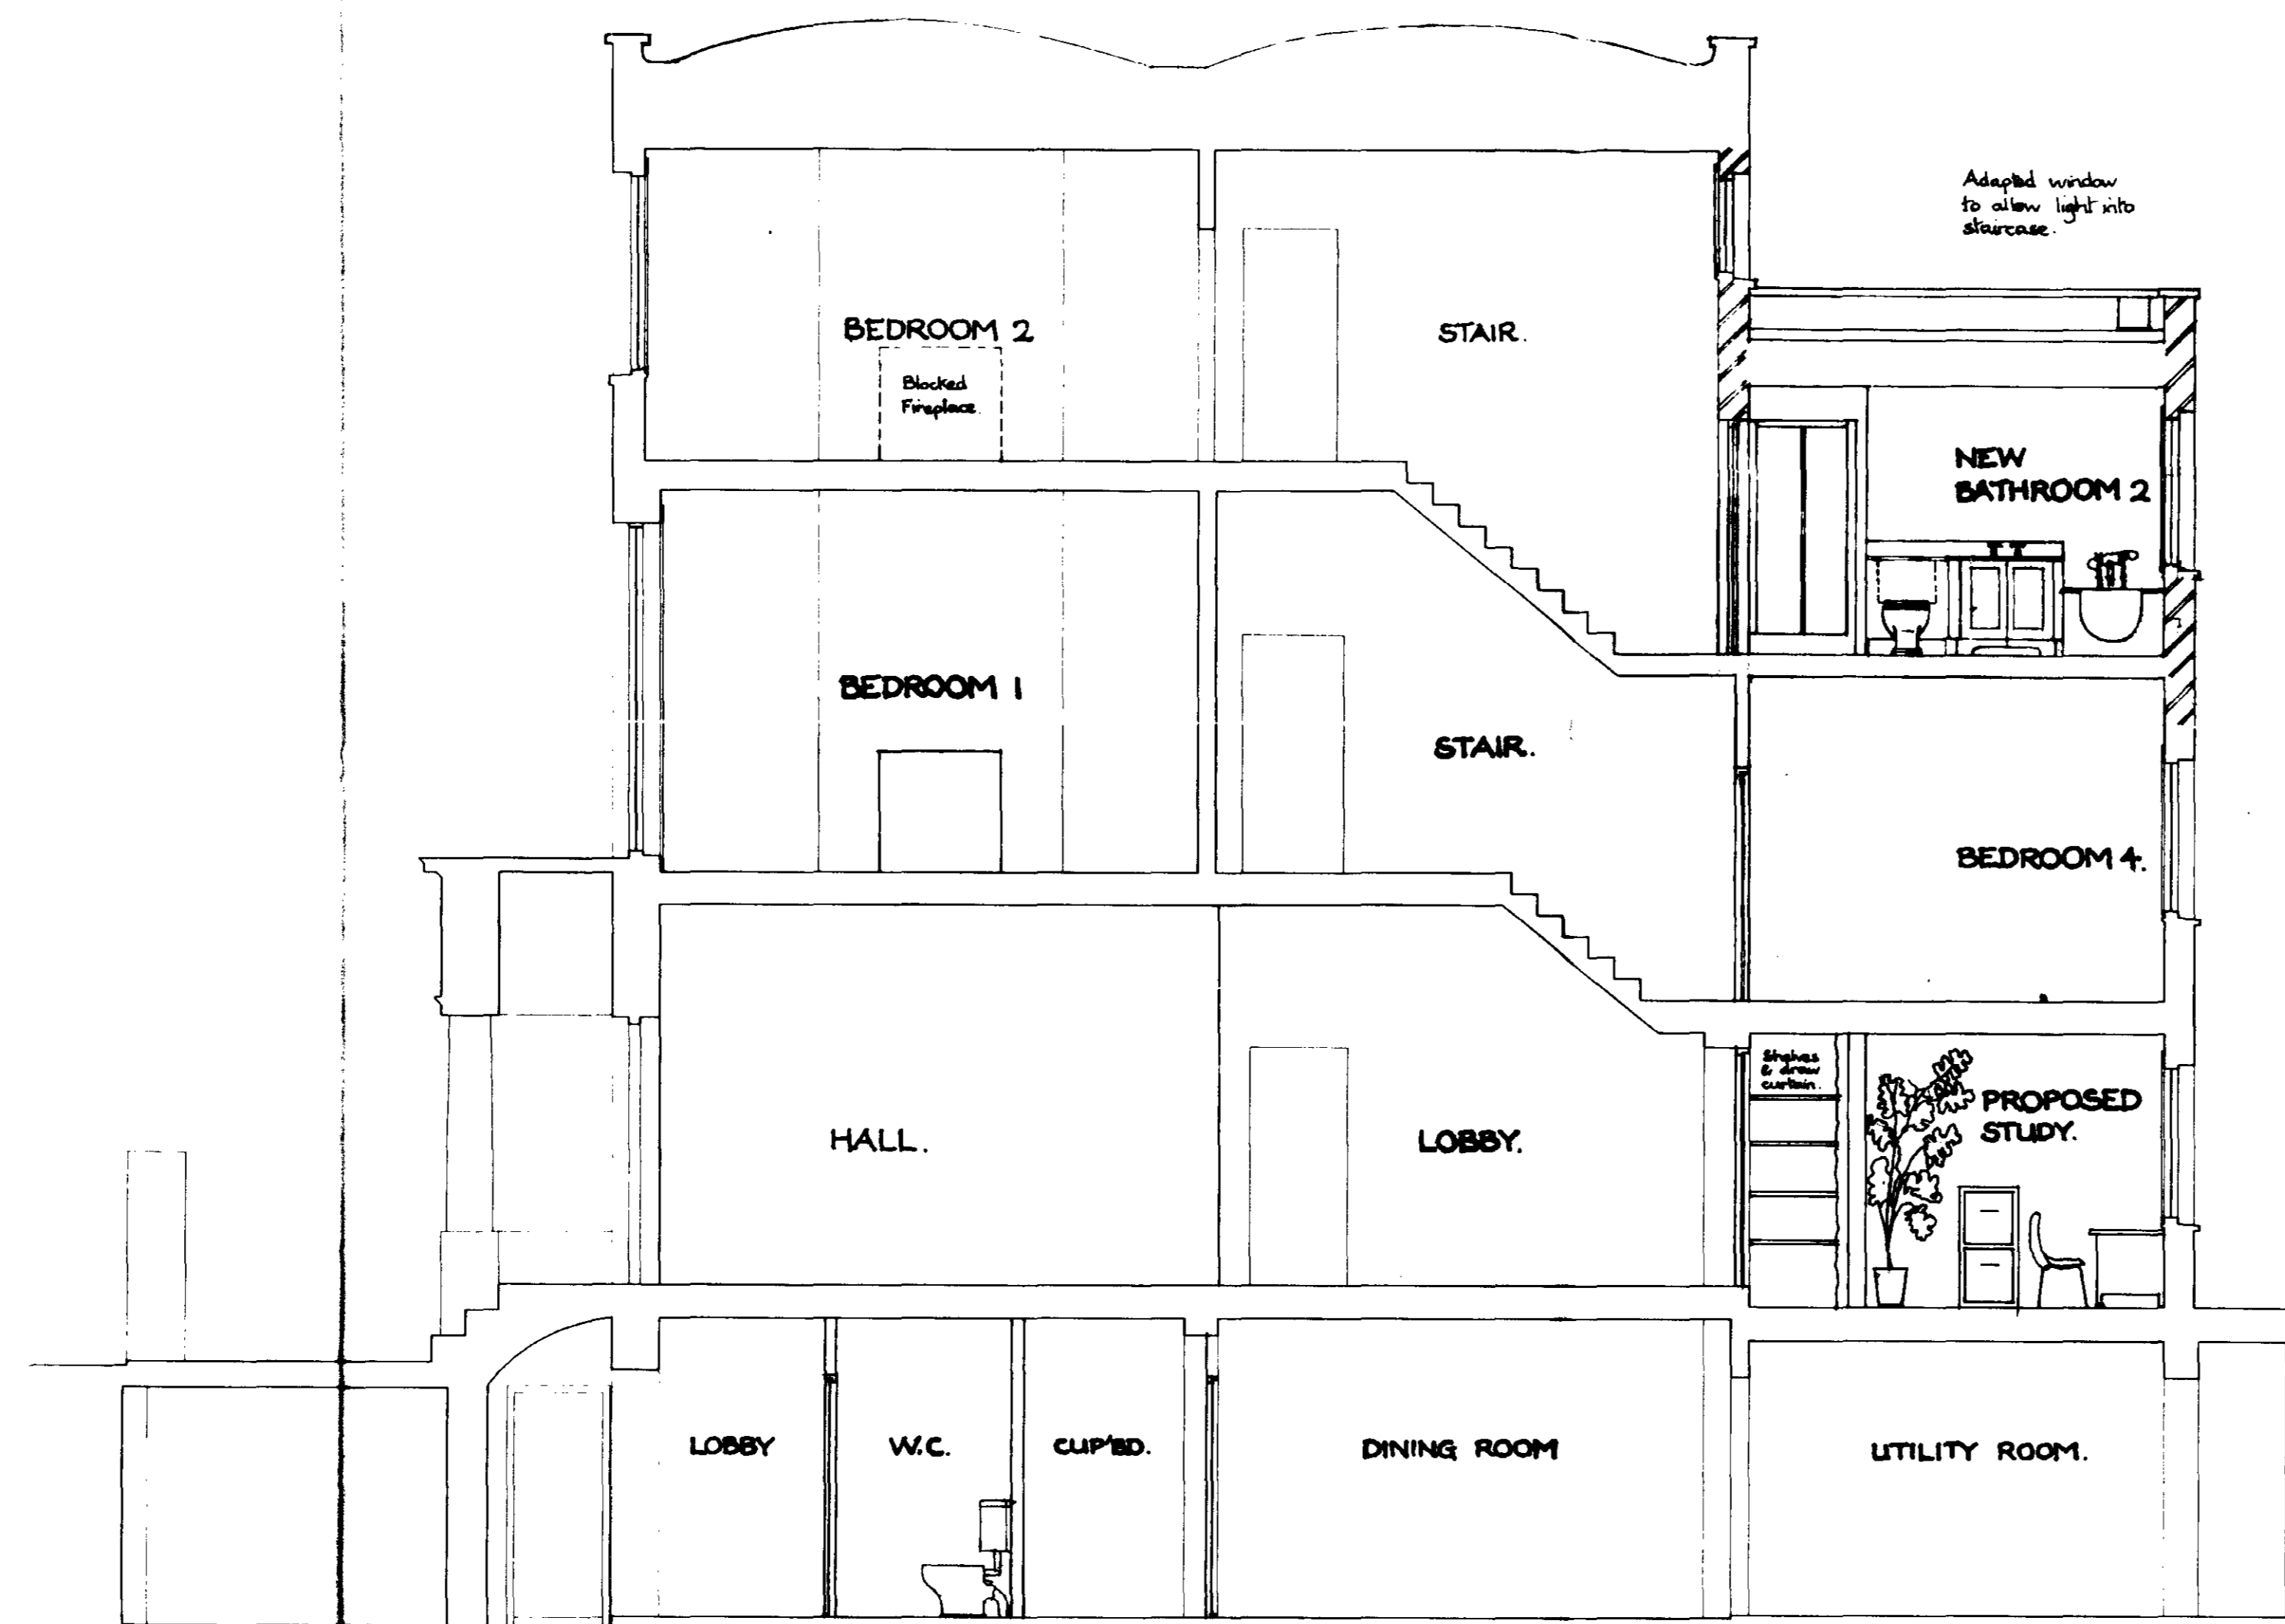 Adapted window
to allow light into
staircase.
BEDROOM 2
STAIR.
Blocked
Fireplace.
NEW
BATHROOM 2
BEDROOM 1
STAIR.
BEDROOM 4.
Shelves
& draw
curtain.
PROPOSED
STUDY.
HALL.
LOBBY.
LOBBY
W.C.
CUP'BD.
DINING ROOM
UTILITY ROOM.